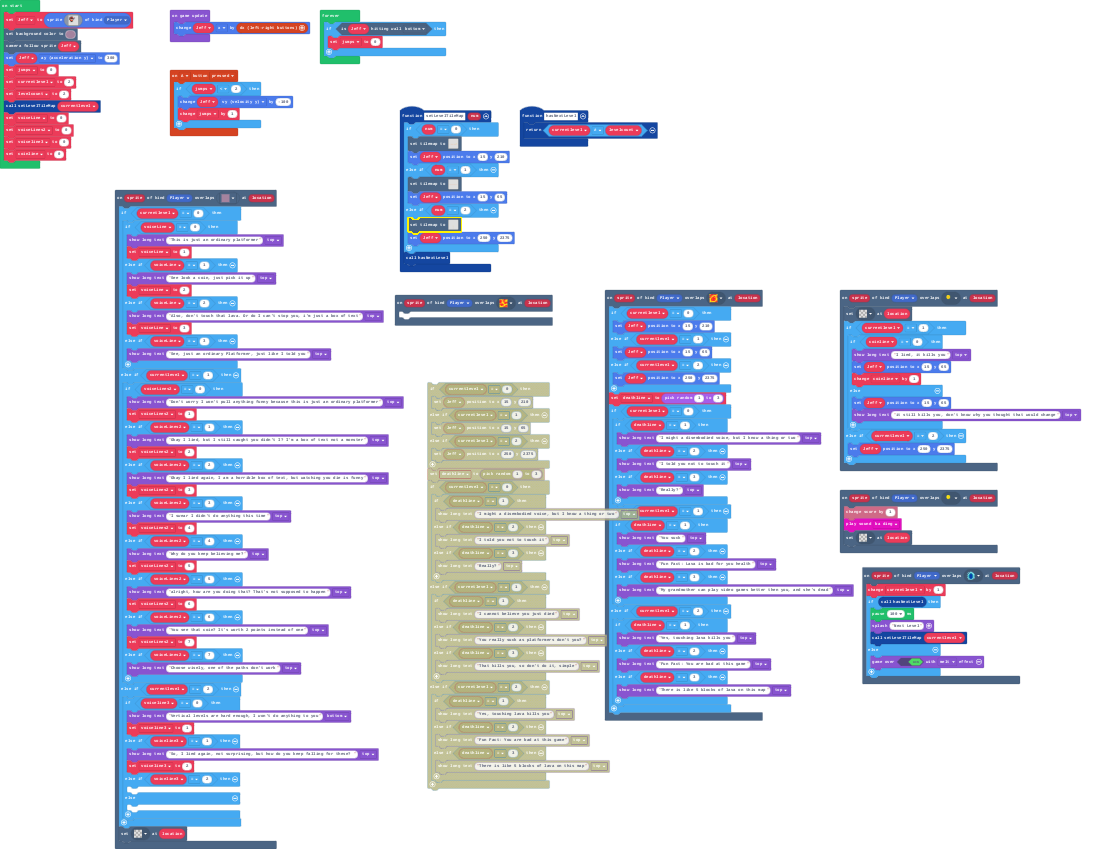 on start
set Jeff to sprite of kind Player
set background color to
camera follow sprite Jeff
set Jeff ay (acceleration y) to
set jumps to 0
set currentlevel to
set levelcount to
call setLevelTileMap currentlevel
set voiceline to
set voiceline2 to
set voiceline3 to
set coinline to
on game update
change Jeff x by dx (left-right buttons)
forever
if is Jeff hitting wall bottom then
set jumps to 0
on A button pressed
if jumps < 2 then
change Jeff vy (velocity y) by
change jumps by 1
function setLevelTileMap num
if num = 0 then
set tilemap to
set Jeff position to x 15 y 210
else if num = 1 then
set tilemap to
set Jeff position to x 15 y
else if num = 2 then
set tilemap to
set Jeff position to x 200 y 2375
call hasNextLevel
function hasNextLevel
return currentlevel levelcount
on sprite of kind Player overlaps at location
if currentlevel = 0 then
if voiceline = 0 then
show long text "This is just an ordinary platformer" top
set voiceline to 1
else if voiceline = 1 then
show long text "See look a coin, just pick it up" top
set voiceline to 2
else if voiceline = 2 then
show long text "Also, don't touch that lava. Or do I can't stop you, i'm just a box of text" top
set voiceline to 3
else if voiceline = 3 then
show long text "Yes, just an ordinary Platformer, just like I told you" top
else if currentlevel = 1 then
if voiceline2 = 0 then
show long text "Don't worry I won't pull anything funny because this is just an ordinary platformer" top
set voiceline2 to 1
else if voiceline2 = 1 then
show long text "Okay I lied, but I still caught you didn't I? I'm a box of text not a monster" top
set voiceline2 to 2
else if voiceline2 = 2 then
show long text "Okay I lied again, I am a horrible box of text, but watching you die is funny" top
set voiceline2 to 3
else if voiceline2 = 3 then
show long text "I swear I didn't do anything this time" top
set voiceline2 to 4
else if voiceline2 = 4 then
show long text "Why do you keep believing me?" top
set voiceline2 to 5
else if voiceline2 = 5 then
show long text "alright, how are you doing that? That's not supposed to happen" top
set voiceline2 to 6
else if voiceline2 = 6 then
show long text "You see that coin? It's worth 2 points instead of one" top
set voiceline2 to 7
else if voiceline2 = 7 then
show long text "Choose wisely, one of the paths don't work" top
else if currentlevel = 2 then
if voiceline3 = 0 then
show long text "Vertical levels are hard enough, I won't do anything to you" bottom
set voiceline3 to 1
else if voiceline3 = 1 then
show long text "So, I lied again, not surprising, but how do you keep falling for these?" top
set voiceline3 to 2
else if voiceline3 = 2 then
else
set at location
on sprite of kind Player overlaps at location
if currentlevel = 0 then
set Jeff position to x 15 y 210
else if currentlevel = 1 then
set Jeff position to x 15 y
else if currentlevel = 2 then
set Jeff position to x 200 y 2375
set deathline to pick random 1 to 3
if currentlevel = 0 then
if deathline = 1 then
show long text "I might a disembodied voice, but I know a thing or two" top
else if deathline = 2 then
show long text "I told you not to touch it" top
else if deathline = 3 then
show long text "Really?" top
else if currentlevel = 1 then
if deathline = 1 then
show long text "I cannot believe you just died" top
else if deathline = 2 then
show long text "You really suck at platformers don't you?" top
else if deathline = 3 then
show long text "That kills you, so don't do it, simple" top
else if currentlevel = 2 then
if deathline = 1 then
show long text "Yes, touching lava kills you" top
else if deathline = 2 then
show long text "Fun Fact: You are bad at this game" top
else if deathline = 3 then
show long text "There is like 5 blocks of lava on this map" top
on sprite of kind Player overlaps at location
if currentlevel = 0 then
set Jeff position to x 15 y 210
else if currentlevel = 1 then
set Jeff position to x 15 y
else if currentlevel = 2 then
set Jeff position to x 200 y 2375
set deathline to pick random 1 to 3
if currentlevel = 0 then
if deathline = 1 then
show long text "I might a disembodied voice, but I know a thing or two" top
else if deathline = 2 then
show long text "I told you not to touch it" top
else if deathline = 3 then
show long text "Really?" top
currentlevel = 1 then
if deathline = 1 then
show long text "You suck" top
else if deathline = 2 then
show long text "Fun Fact: Lava is bad for you health" top
else if deathline = 3 then
show long text "My grandmother can play video games better then you, and she's dead" top
else if currentlevel = 2 then
if deathline = 1 then
show long text "Yes, touching lava kills you" top
else if deathline = 2 then
show long text "Fun Fact: You are bad at this game" top
else if deathline = 3 then
show long text "There is like 5 blocks of lava on this map" top
on sprite of kind Player overlaps at location
set at location
if currentlevel = 1 then
if coinline = 0 then
show long text "I lied, it kills you" top
set Jeff position to x 15 y
change coinline by 1
else
set Jeff position to x 15 y
show long text "it still kills you, don't know why you thought that would change" top
else if currentlevel = 2 then
set Jeff position to x 200 y 2375
on sprite of kind Player overlaps at location
change score by 1
play sound ba ding
set at location
on sprite of kind Player overlaps at location
change currentlevel by 1
if call hasNextLevel then
pause 100 ms
splash "Next Level"
call setLevelTileMap currentlevel
else
game over with effect